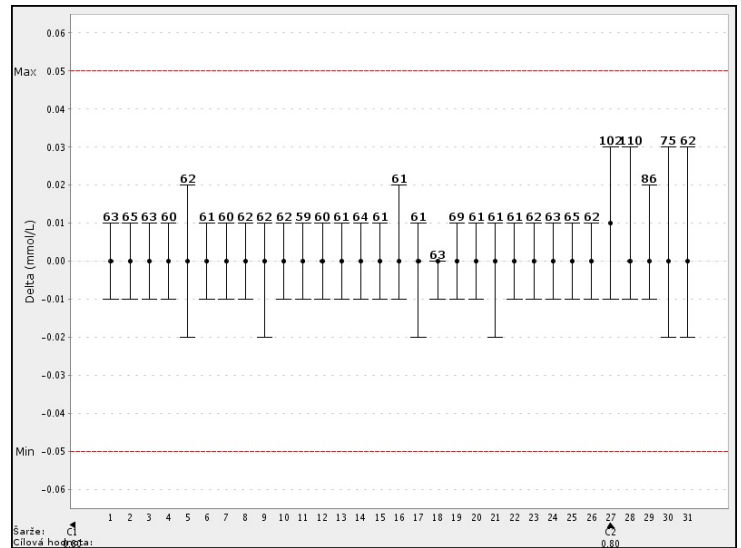 0.06
Max 0.05
0.04
0.03
0.02
0.01
0.00
-0.01
-0.02
-0.03
-0.04
Min -0.05
-0.06
Delta (mmol/L)
63 65 63 60 62 61 60 62 62 62 59 60 61 64 61 61 61 63 69 61 61 61 62 63 65 62 102 110 86 75 62
1 2 3 4 5 6 7 8 9 10 11 12 13 14 15 16 17 18 19 20 21 22 23 24 25 26 27 28 29 30 31
Šarže: C1 C2
Cílová hodnota: 0.80 0.80